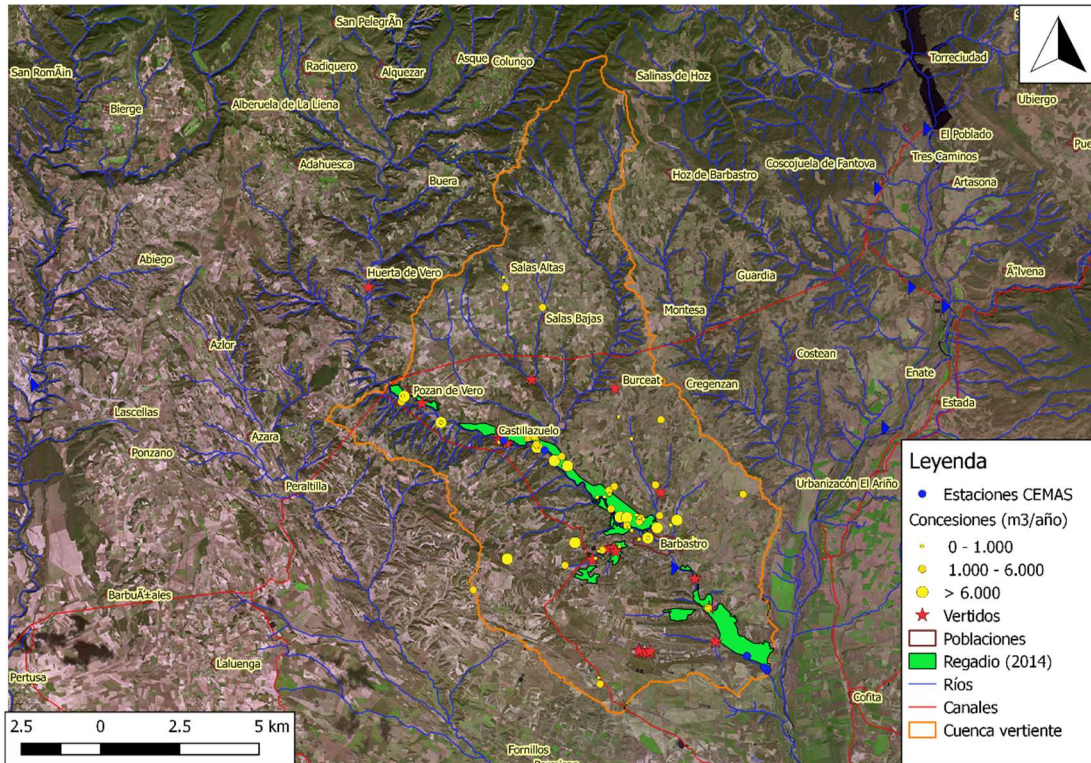 San PelegrÃn
Torreciudad
San RomÃin
Radiquero
Alquezar
Asque
Colungo
Salinas de Hoz
Ubiergo
Bierge
Alberuela de La Liena
El Poblado
Tres Caminos
Adahuesca
Buera
Hoz de Barbastro
Coscojuela de Fantova
Artasona
Abiego
Huerta de Vero
Salas Altas
Guardia
Ã“lvena
Salas Bajas
Montesa
Azlor
Costean
Enate
Pozan de Vero
Burceat
Cregenzan
Estada
Lascellas
Castillazuelo
Azara
Ponzano
Peraltilla
Urbanizacón El Ariño
Barbastro
BarbuÃ±ales
Laluenga
Pertusa
Cofita
Fornillos
2.5 0 2.5 5 km
Leyenda
Estaciones CEMAS
Concesiones (m3/año)
0 - 1.000
1.000 - 6.000
> 6.000
Vertidos
Poblaciones
Regadio (2014)
Ríos
Canales
Cuenca vertiente